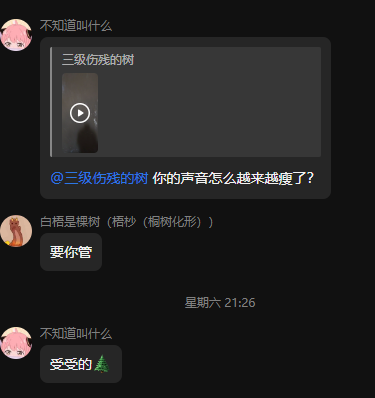 不知道叫什么
三级伤残的树
@三级伤残的树 你的声音怎么越来越瘦了？
白梧是棵树（梧杪（桐树化形））
要你管
星期六 21:26
不知道叫什么
受受的🌲